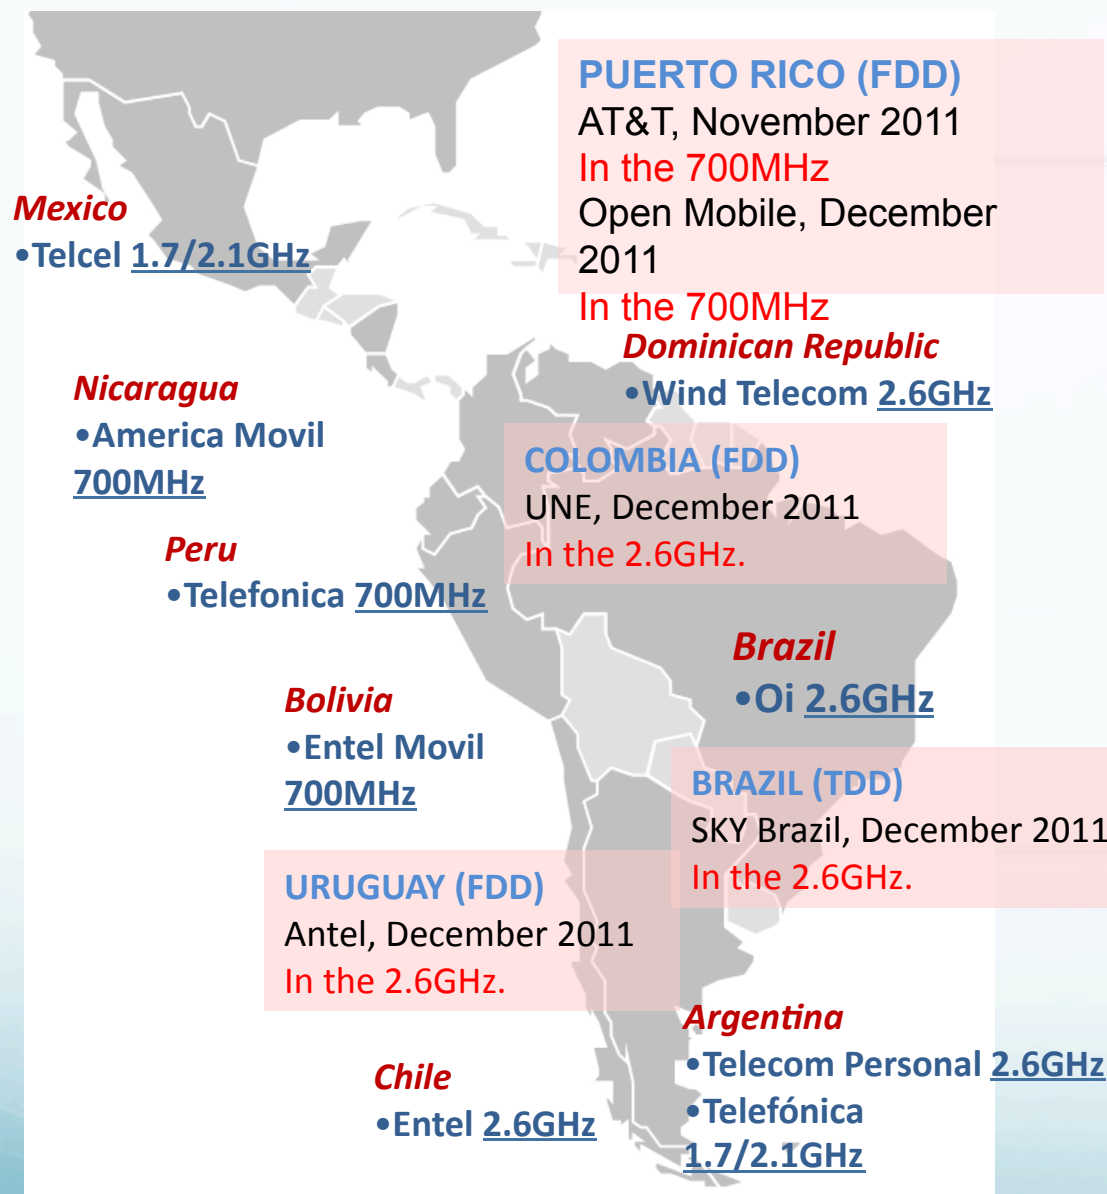 PUERTO RICO (FDD)
AT&T, November 2011
In the 700MHz
Open Mobile, December
2011
In the 700MHz
Mexico
•Telcel 1.7/2.1GHz
Dominican Republic
•Wind Telecom 2.6GHz
Nicaragua
•America Movil
700MHz
COLOMBIA (FDD)
UNE, December 2011
In the 2.6GHz.
Peru
•Telefonica 700MHz
Brazil
•Oi 2.6GHz
Bolivia
•Entel Movil
700MHz
BRAZIL (TDD)
SKY Brazil, December 2011
In the 2.6GHz.
URUGUAY (FDD)
Antel, December 2011
In the 2.6GHz.
Argentina
•Telecom Personal 2.6GHz
•Telefónica
1.7/2.1GHz
Chile
•Entel 2.6GHz